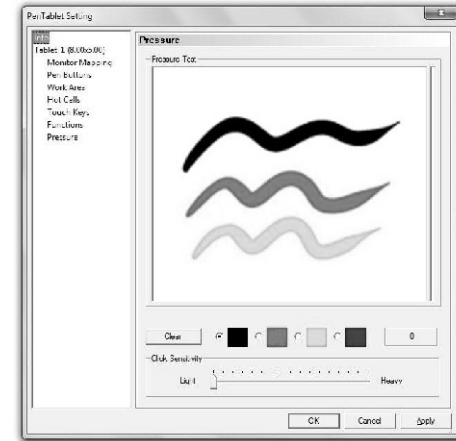 PenTablet Setting
Info
Tablet 1 (8.00x5.00)
Monitor Mapping
Pen Buttons
Work Area
Hot Cells
Touch Keys
Functions
Pressure
Pressure
Pressure Test
Clear
0
Click Sensitivity
Light
Heavy
OK
Cancel
Apply